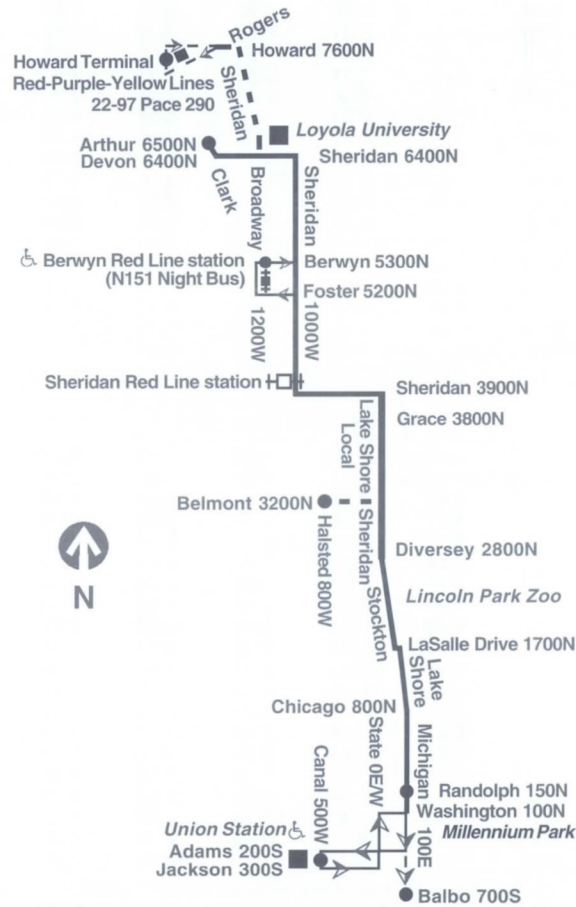 Rogers
Howard 7600N
Howard Terminal
Red-Purple-Yellow Lines
22-97 Pace 290
Sheridan
Loyola University
Arthur 6500N
Devon 6400N
Sheridan 6400N
Clark
Broadway
Sheridan
Berwyn Red Line station
(N151 Night Bus)
Berwyn 5300N
Foster 5200N
1200W
1000W
Sheridan Red Line station
Sheridan 3900N
Grace 3800N
Lake Shore
Local
Belmont 3200N
Halsted 800W
Sheridan
Diversey 2800N
N
Lincoln Park Zoo
Stockton
LaSalle Drive 1700N
Lake
Shore
Chicago 800N
Michigan
State 0E/W
Canal 500W
Randolph 150N
Washington 100N
Millennium Park
100E
Union Station
Adams 200S
Jackson 300S
Balbo 700S